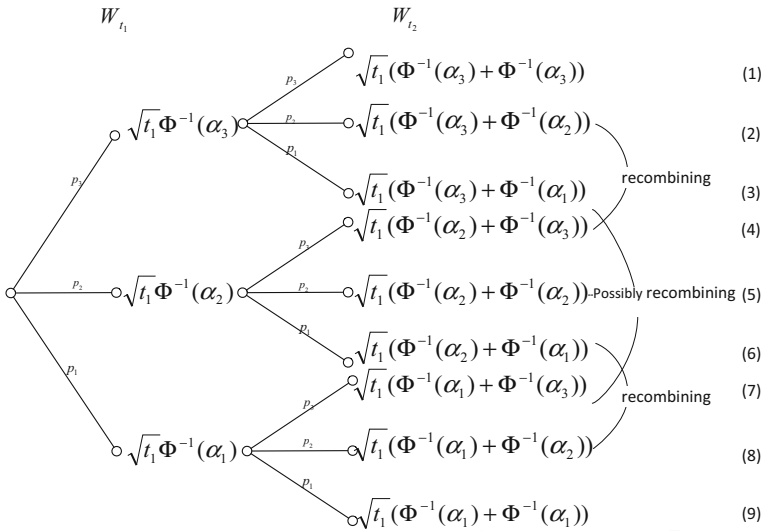 W_{t_1} W_{t_2}
p_3 √t_1(Φ^{-1}(α_3) + Φ^{-1}(α_3)) (1)
√t_1Φ^{-1}(α_3) p_2 √t_1(Φ^{-1}(α_3) + Φ^{-1}(α_2)) (2)
p_1 √t_1(Φ^{-1}(α_3) + Φ^{-1}(α_1)) recombining (3)
p_3 p_3 √t_1(Φ^{-1}(α_2) + Φ^{-1}(α_3)) (4)
p_2 √t_1Φ^{-1}(α_2) p_2 √t_1(Φ^{-1}(α_2) + Φ^{-1}(α_2)) Possibly recombining (5)
p_1 p_1 √t_1(Φ^{-1}(α_2) + Φ^{-1}(α_1)) (6)
p_3 √t_1(Φ^{-1}(α_1) + Φ^{-1}(α_3)) recombining (7)
√t_1Φ^{-1}(α_1) p_2 √t_1(Φ^{-1}(α_1) + Φ^{-1}(α_2)) (8)
p_1 √t_1(Φ^{-1}(α_1) + Φ^{-1}(α_1)) (9)